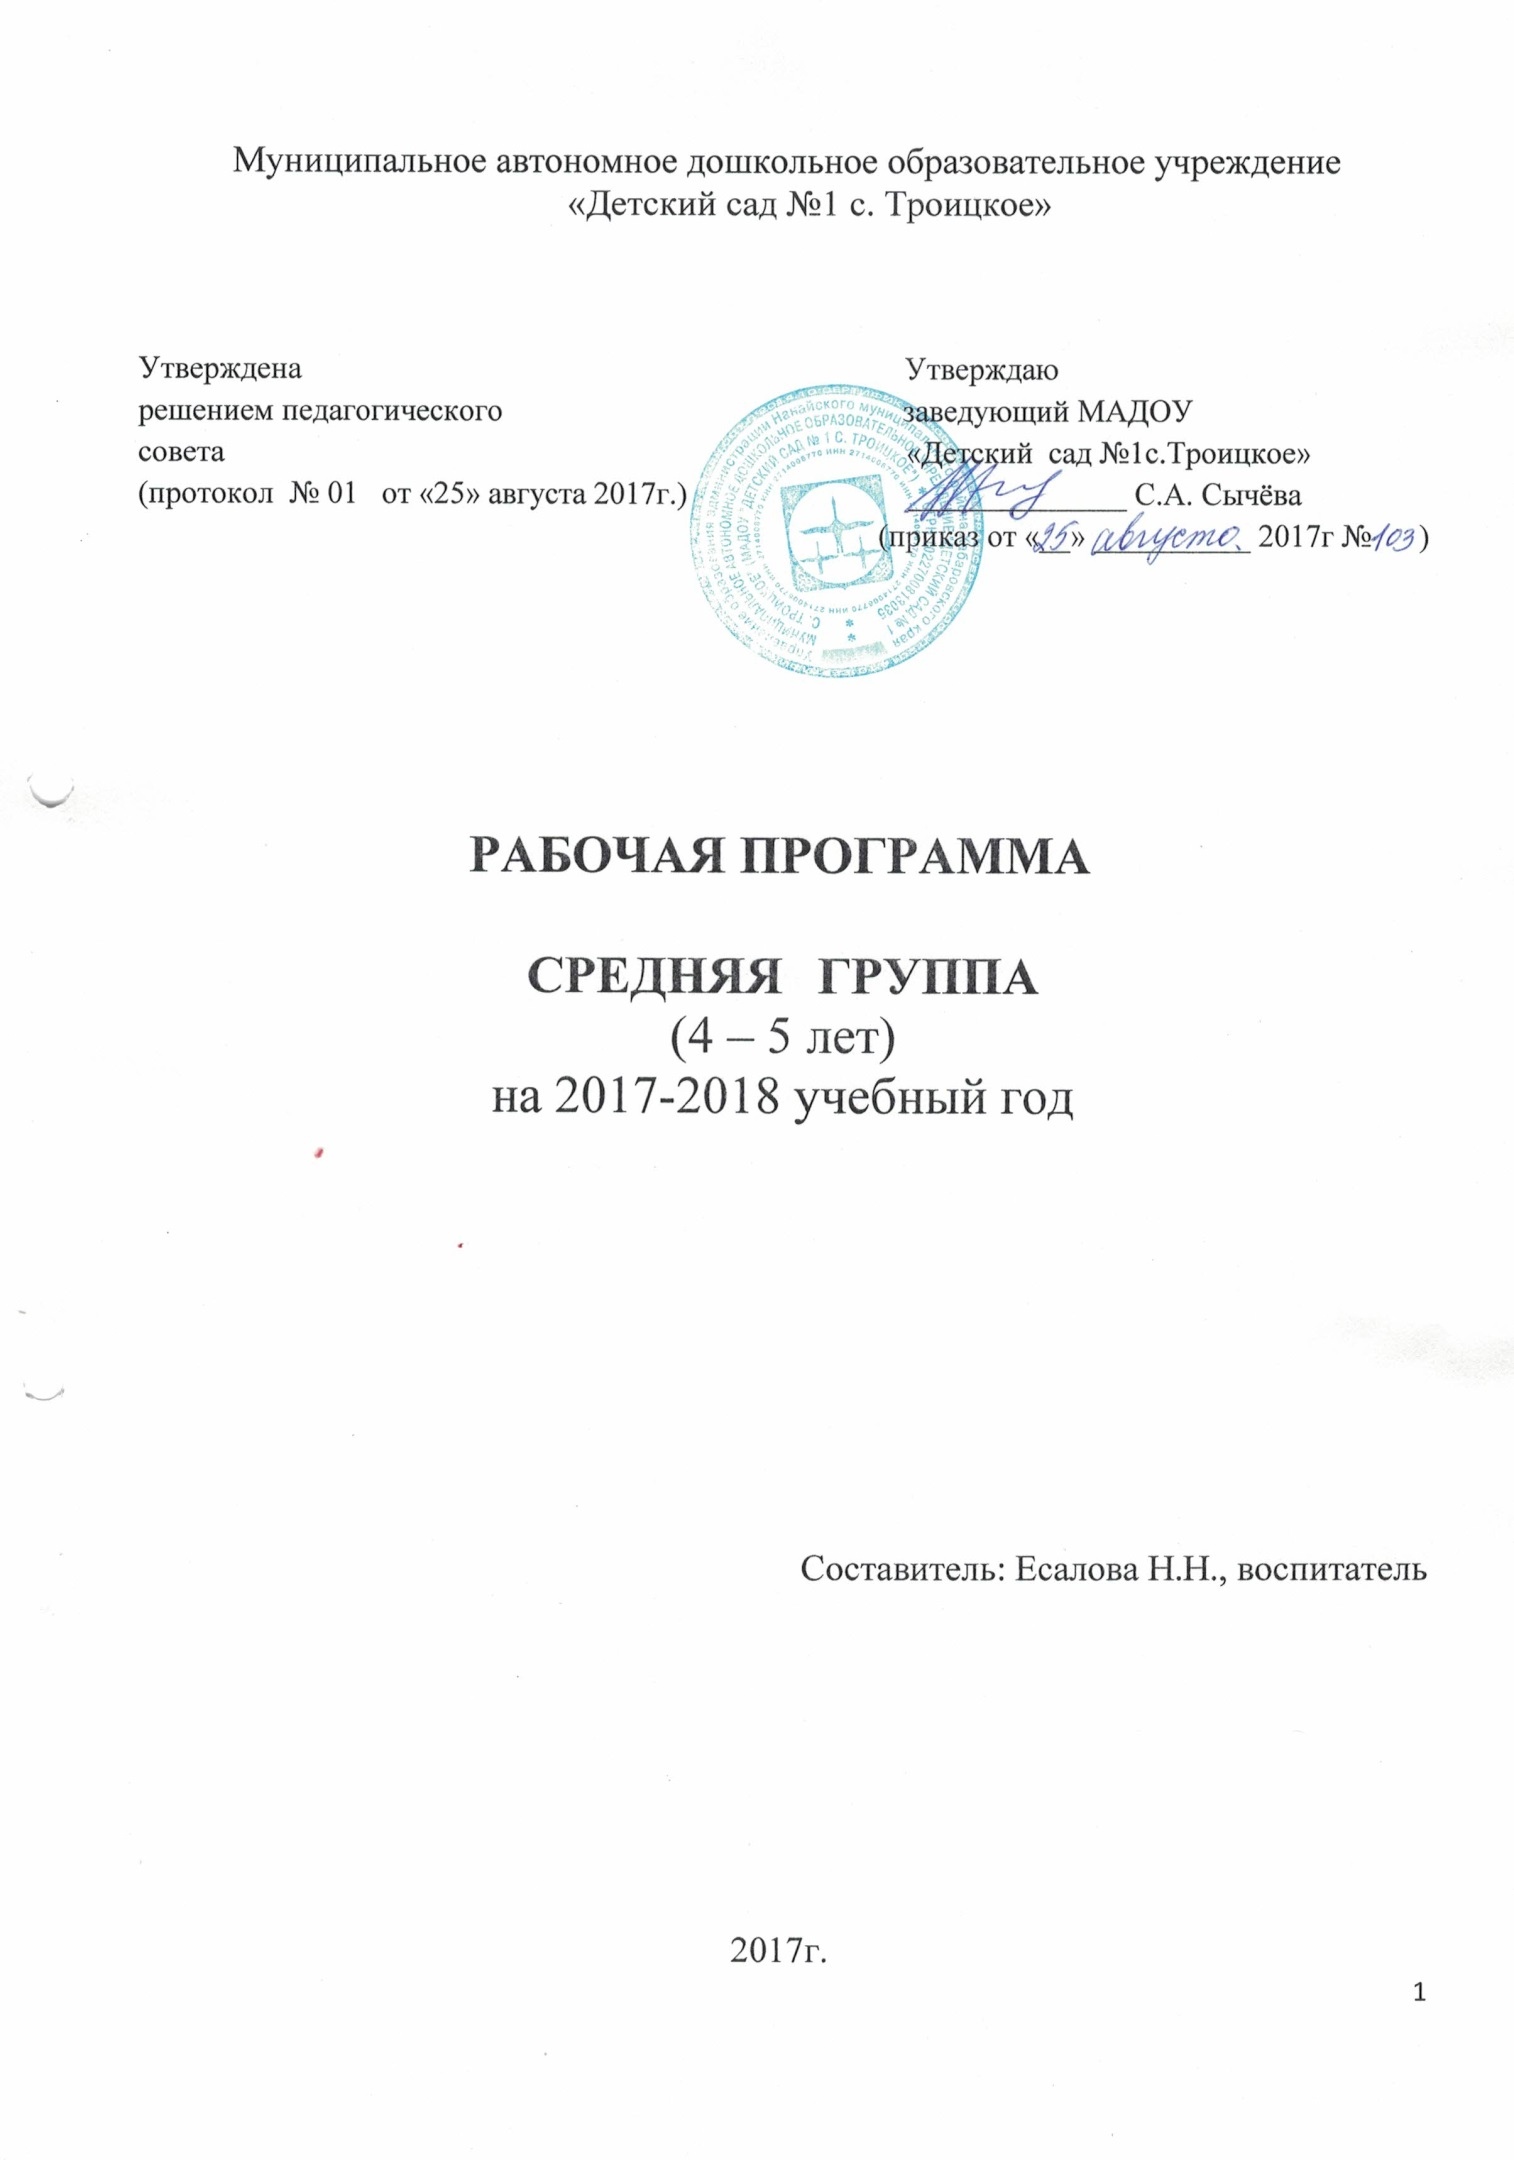 Муниципальное автономное дошкольное образовательное учреждение
«Детский сад №1 с. Троицкое»
Утверждена
решением педагогического
совета
(протокол № 01 от «25» августа 2017г.)
Утверждаю
заведующий МАДОУ
«Детский сад №1с.Троицкое»
С.А. Сычёва
(приказ от «25» августа 2017г №103)
РАБОЧАЯ ПРОГРАММА
СРЕДНЯЯ ГРУППА
(4 – 5 лет)
на 2017-2018 учебный год
Составитель: Есалова Н.Н., воспитатель
2017г.
1